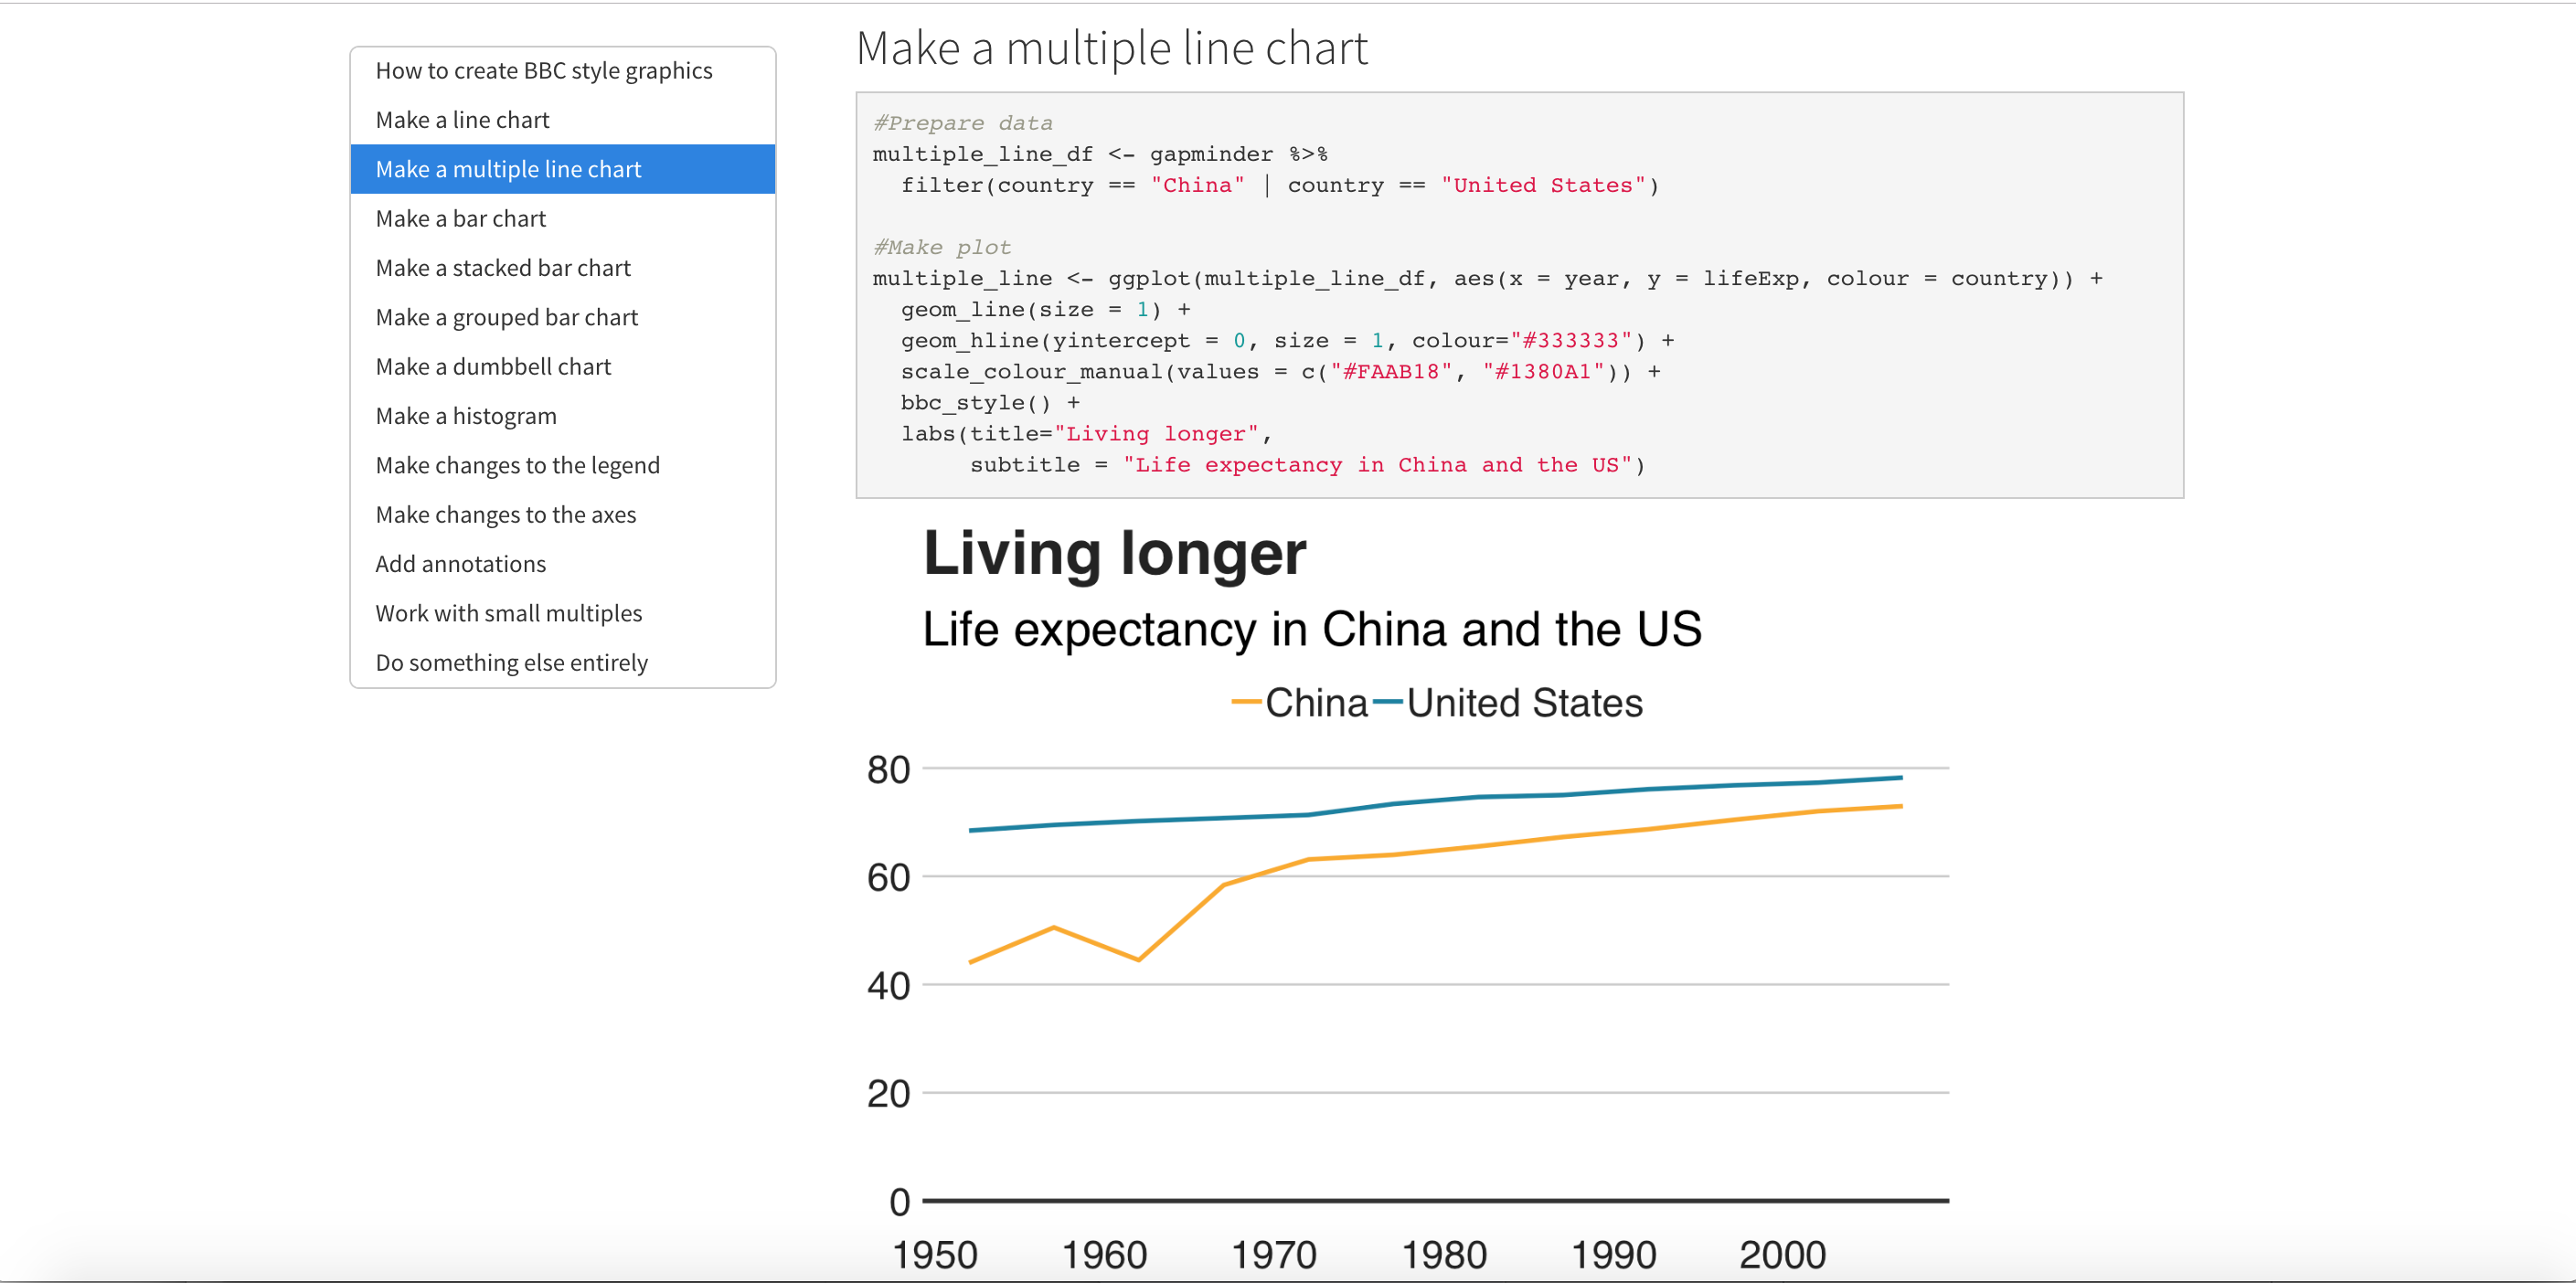 How to create BBC style graphics
Make a line chart
Make a multiple line chart
Make a bar chart
Make a stacked bar chart
Make a grouped bar chart
Make a dumbbell chart
Make a histogram
Make changes to the legend
Make changes to the axes
Add annotations
Work with small multiples
Do something else entirely
Make a multiple line chart
#Prepare data
multiple_line_df <- gapminder %>%
  filter(country == "China" | country == "United States")

#Make plot
multiple_line <- ggplot(multiple_line_df, aes(x = year, y = lifeExp, colour = country)) +
  geom_line(size = 1) +
  geom_hline(yintercept = 0, size = 1, colour="#333333") +
  scale_colour_manual(values = c("#FAAB18", "#1380A1")) +
  bbc_style() +
  labs(title="Living longer",
       subtitle = "Life expectancy in China and the US")
Living longer
Life expectancy in China and the US
China United States
80
60
40
20
0
1950 1960 1970 1980 1990 2000